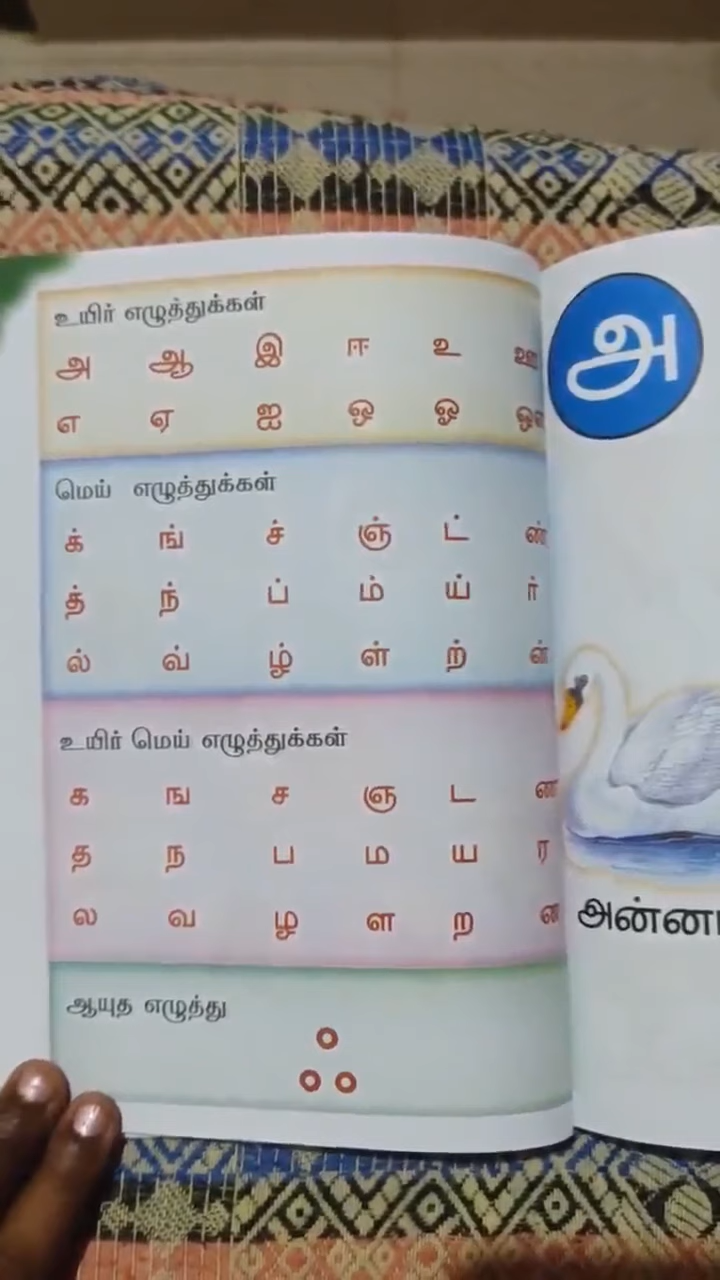 உயிர் எழுத்துக்கள்
அ ஆ இ ஈ உ ஊ
எ ஏ ஐ ஒ ஓ ஔ
மெய் எழுத்துக்கள்
க் ங் ச் ஞ் ட் ண்
த் ந் ப் ம் ய் ர்
ல் வ் ழ் ள் ற் ன்
உயிர் மெய் எழுத்துக்கள்
க ங ச ஞ ட ண
த ந ப ம ய ர
ல வ ழ ள ற ன
ஆயுத எழுத்து
ஃ
அ